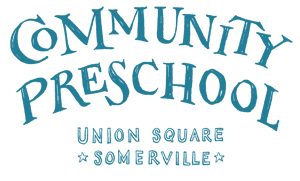 COMMUNITY
PRESCHOOL
UNION SQUARE
☆SOMERVILLE☆